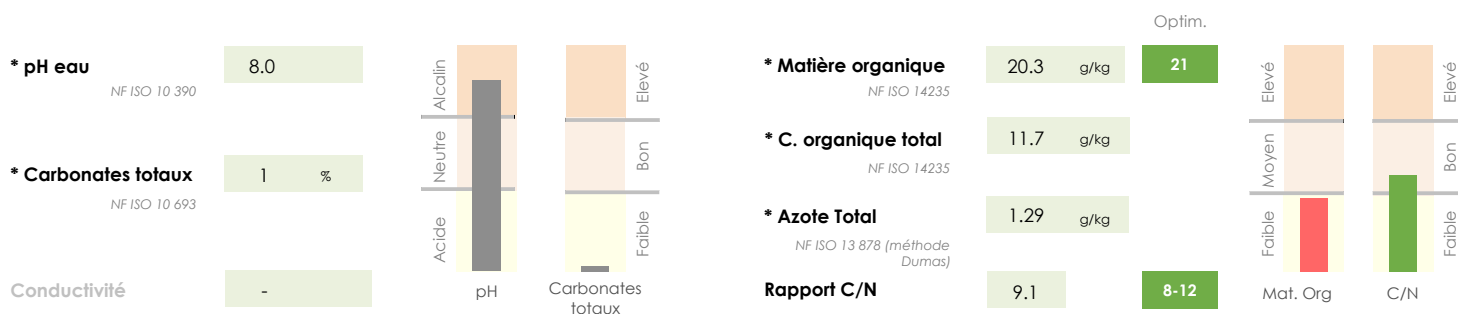 Optim.
* pH eau
8.0
NF ISO 10 390
* Carbonates totaux
1 %
NF ISO 10 693
Conductivité
-
Alcalin
Neutre
Acide
Elevé
Bon
Faible
pH
Carbonates
totaux
* Matière organique
20.3 g/kg
21
NF ISO 14235
* C. organique total
11.7 g/kg
NF ISO 14235
* Azote Total
1.29 g/kg
NF ISO 13 878 (méthode
Dumas)
Rapport C/N
9.1
8-12
Elevé
Moyen
Faible
Elevé
Bon
Faible
Mat. Org
C/N